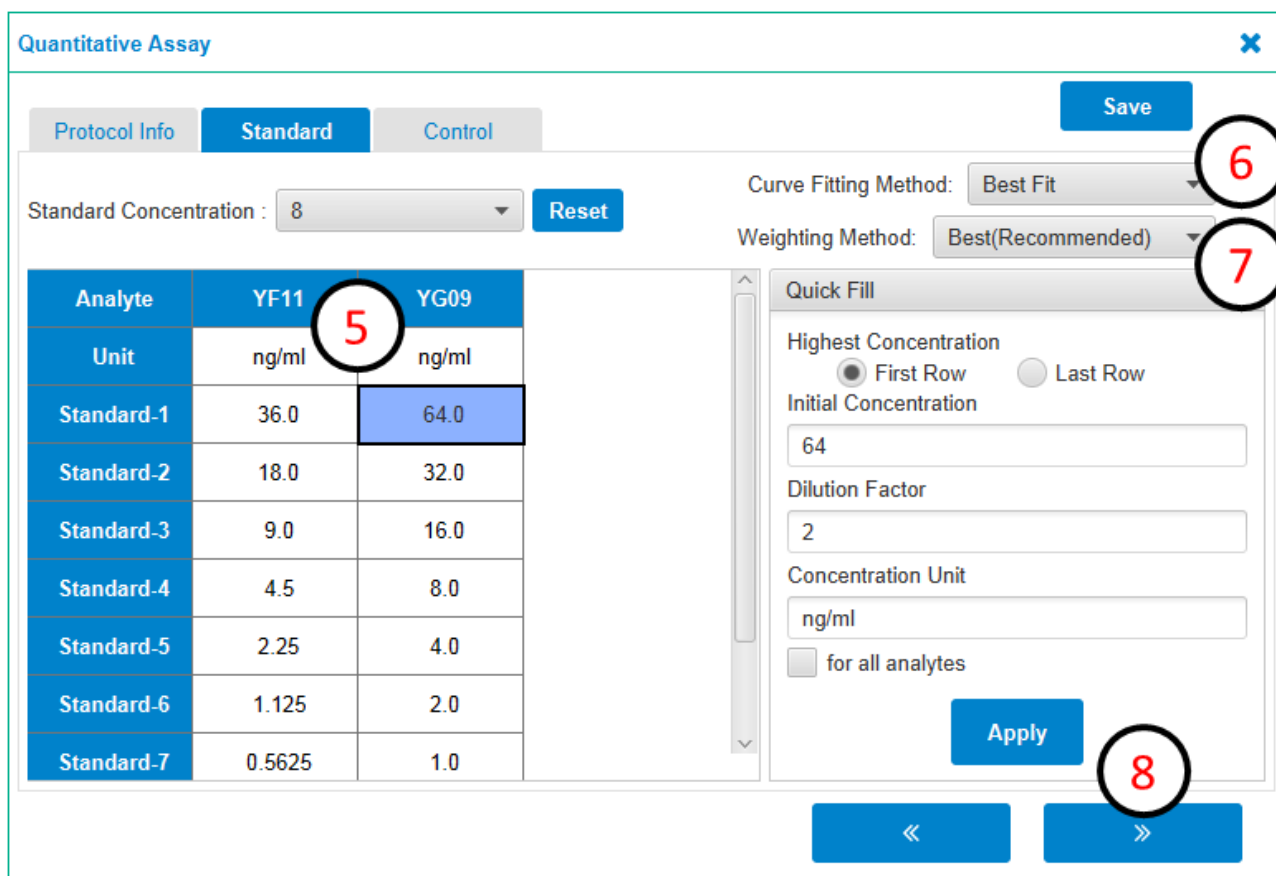 Quantitative Assay
Save
Protocol Info Standard Control
6
Curve Fitting Method: Best Fit
Standard Concentration : 8 Reset
Weighting Method: Best(Recommended)
7
Analyte YF11 YG09
5
Unit ng/ml ng/ml
Standard-1 36.0 64.0
Standard-2 18.0 32.0
Standard-3 9.0 16.0
Standard-4 4.5 8.0
Standard-5 2.25 4.0
Standard-6 1.125 2.0
Standard-7 0.5625 1.0
Quick Fill
Highest Concentration
First Row Last Row
Initial Concentration
64
Dilution Factor
2
Concentration Unit
ng/ml
for all analytes
Apply
8
« »